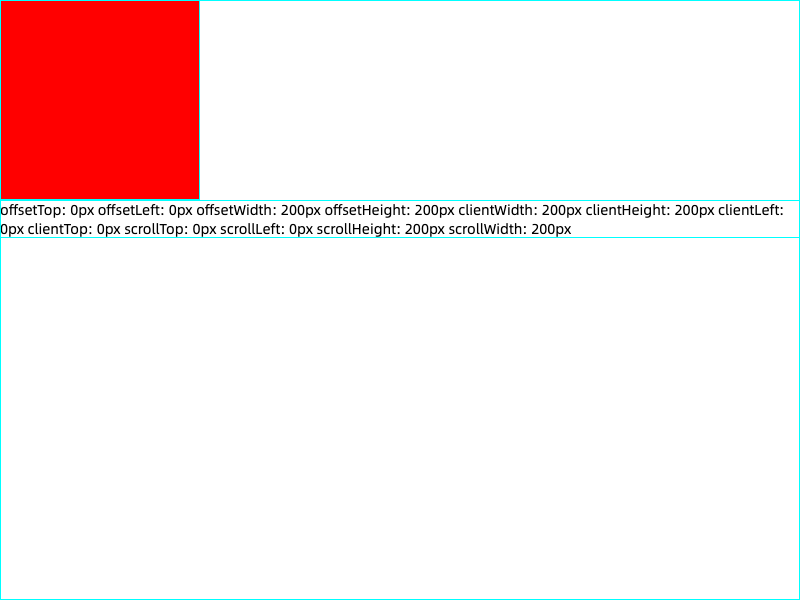 offsetTop: 0px offsetLeft: 0px offsetWidth: 200px offsetHeight: 200px clientWidth: 200px clientHeight: 200px clientLeft:
0px clientTop: 0px scrollTop: 0px scrollLeft: 0px scrollHeight: 200px scrollWidth: 200px